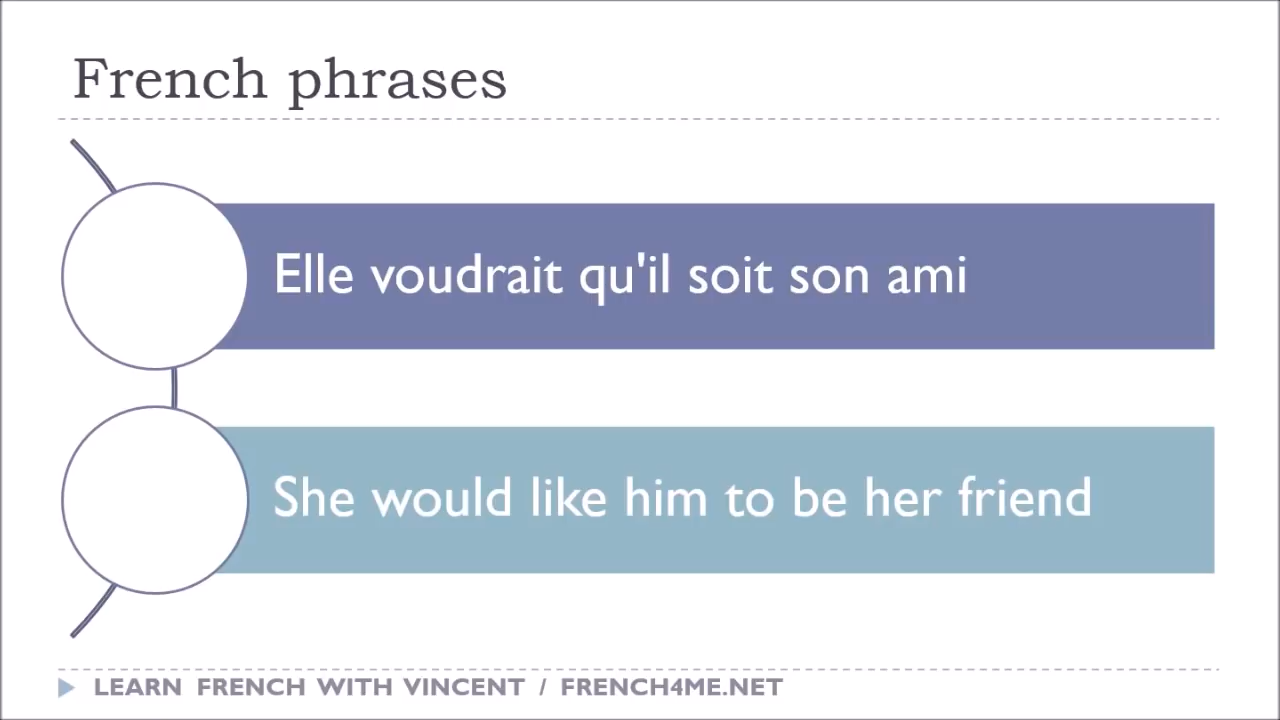 French phrases
Elle voudrait qu'il soit son ami
She would like him to be her friend
LEARN FRENCH WITH VINCENT / FRENCH4ME.NET